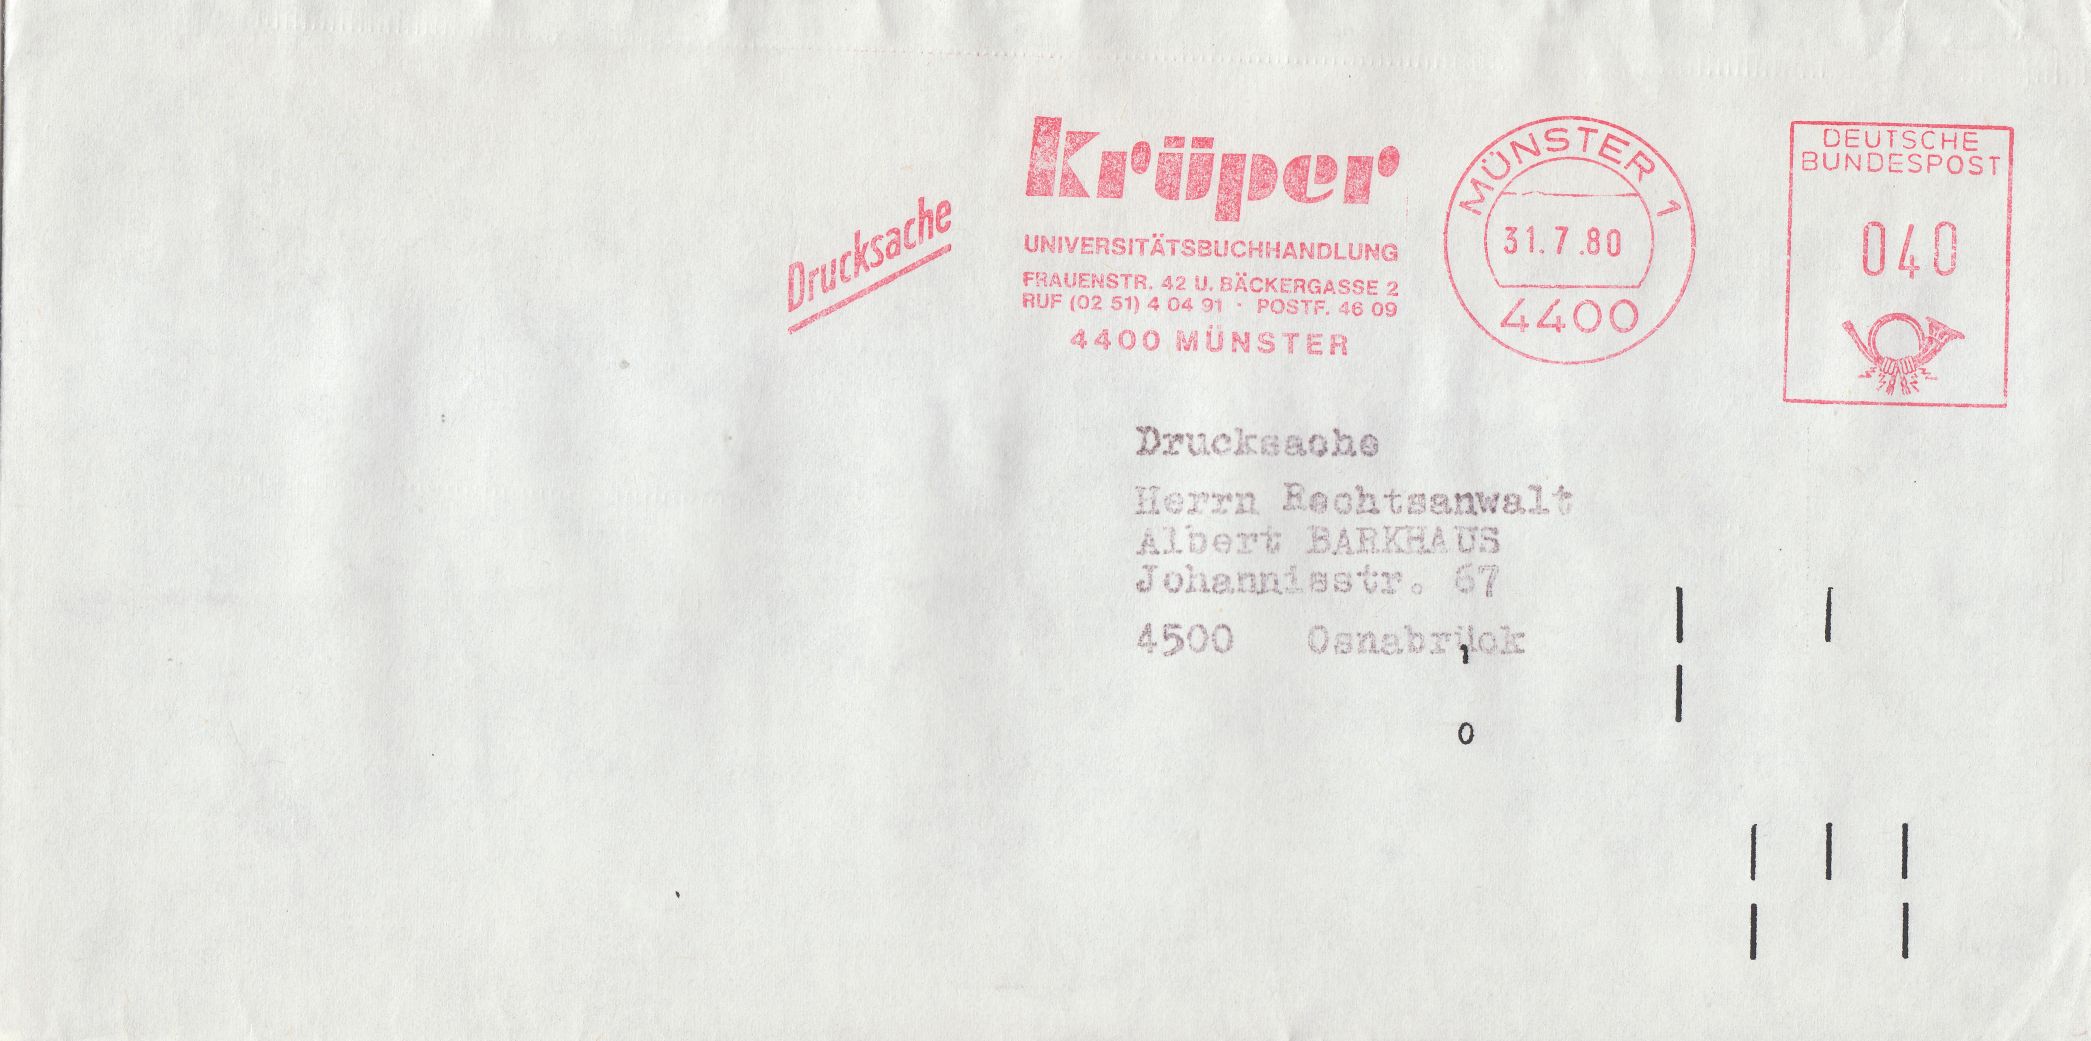 Drucksache
Krüper
UNIVERSITÄTSBUCHHANDLUNG
FRAUENSTR. 42 U. BÄCKERGASSE 2
RUF (02 51) 4 04 91 · POSTF. 46 09
4400 MÜNSTER
MÜNSTER 1
31.7.80
4400
DEUTSCHE
BUNDESPOST
040
Drucksache
Herrn Rechtsanwalt
Albert BARKHAUS
Johannisstr. 67
4500 Osnabrück
0